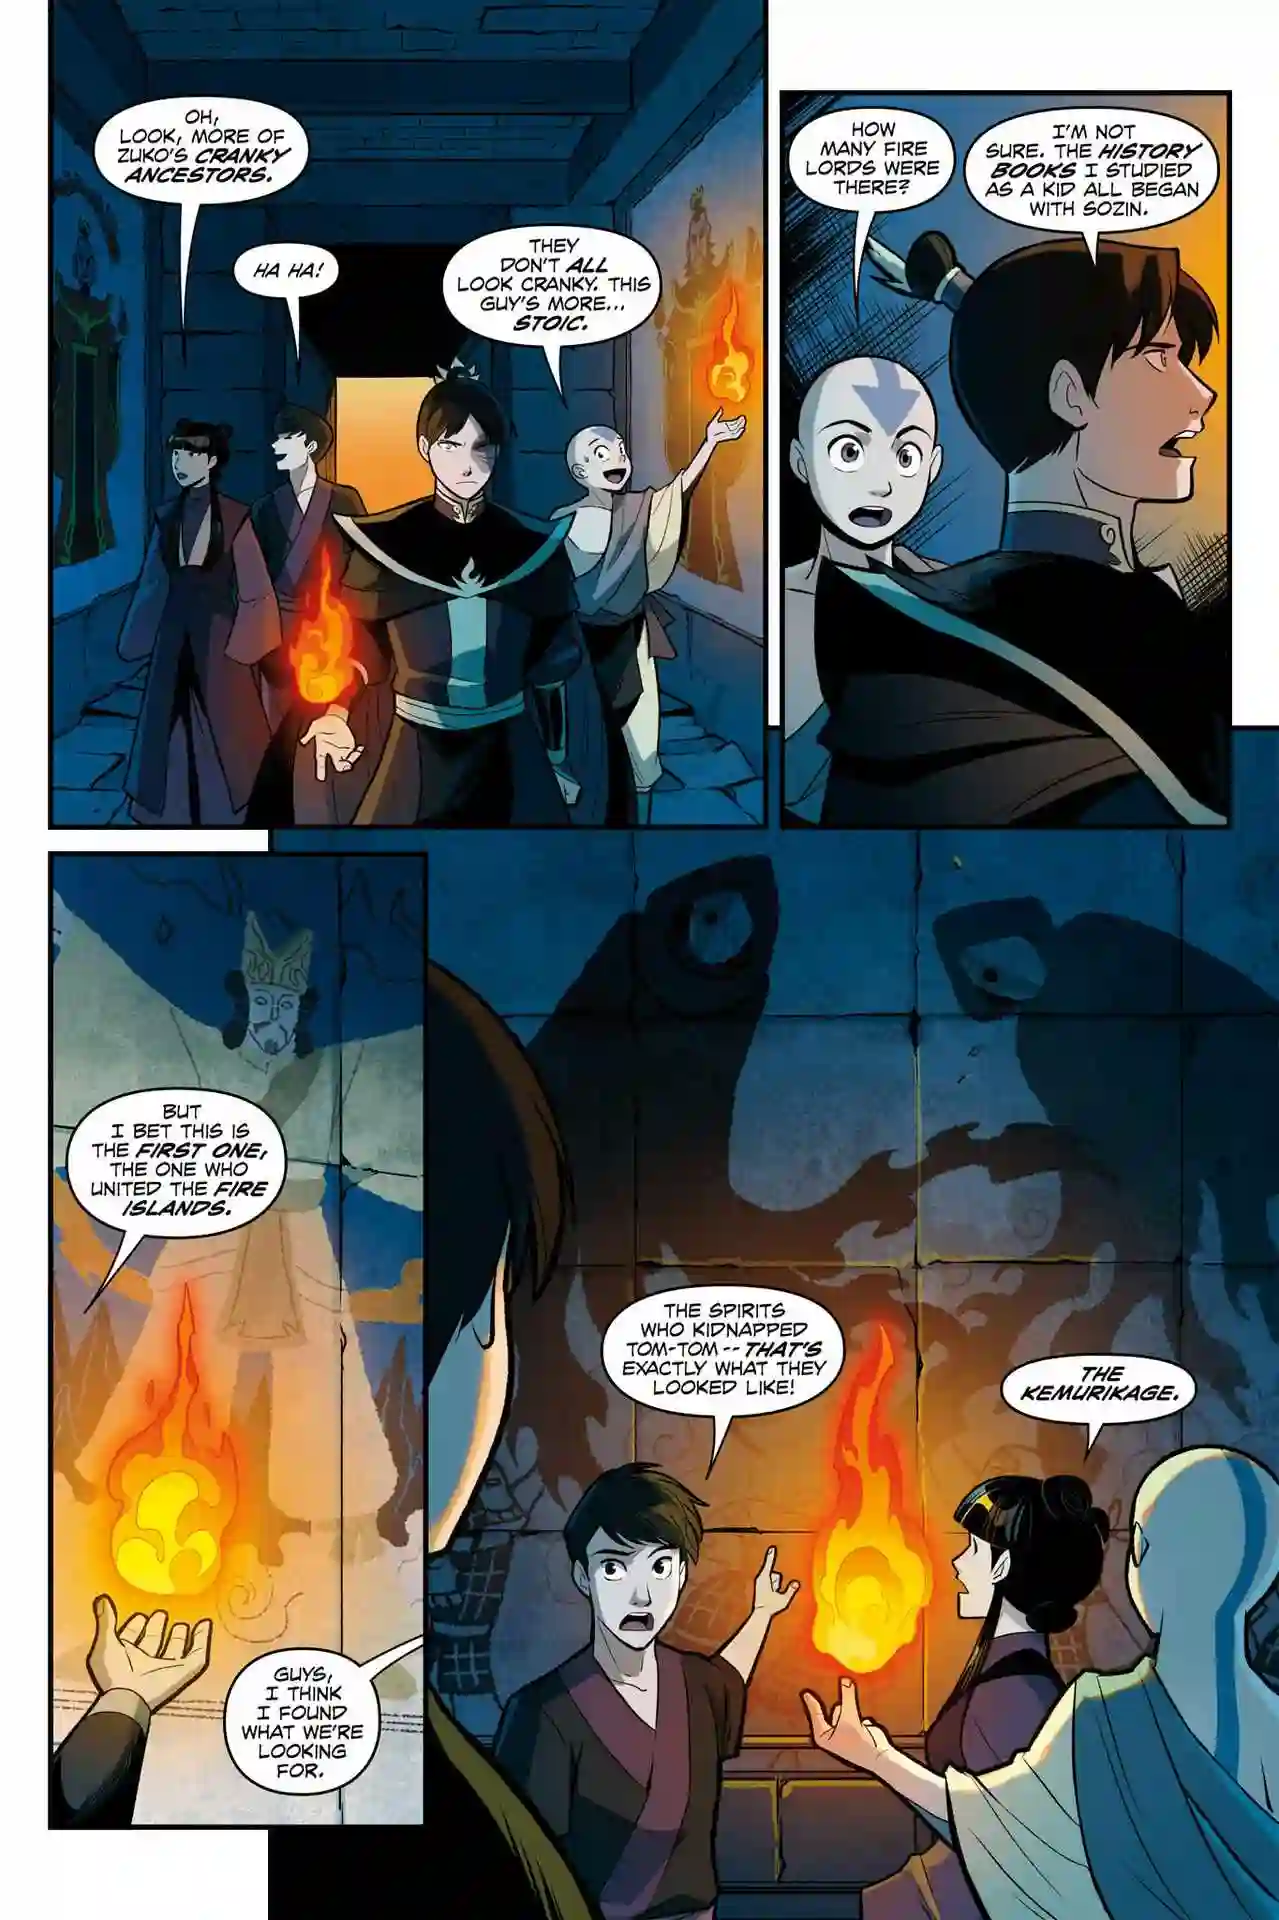 OH,
LOOK, MORE OF
ZUKO'S CRANKY
ANCESTORS.
HA HA!
THEY
DON'T ALL
LOOK CRANKY. THIS
GUY'S MORE...
STOIC.
HOW
MANY FIRE
LORDS WERE
THERE?
I'M NOT
SURE. THE HISTORY
BOOKS I STUDIED
AS A KID ALL BEGAN
WITH SOZIN.
BUT
I BET THIS IS
THE FIRST ONE,
THE ONE WHO
UNITED THE FIRE
ISLANDS.
GUYS,
I THINK
I FOUND
WHAT WE'RE
LOOKING
FOR.
THE SPIRITS
WHO KIDNAPPED
TOM-TOM -- THAT'S
EXACTLY WHAT THEY
LOOKED LIKE!
THE
KEMURIKAGE.